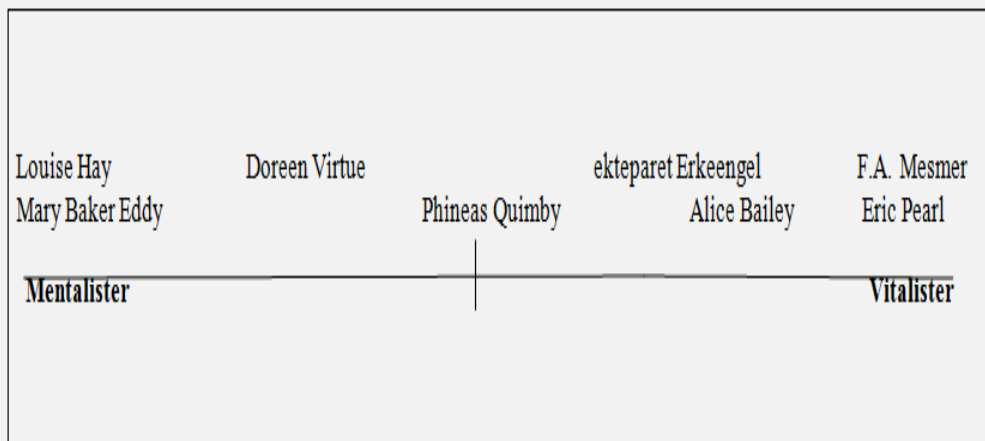 Louise Hay Doreen Virtue ekteparet Erkeengel F.A. Mesmer
Mary Baker Eddy Phineas Quimby Alice Bailey Eric Pearl
Mentalister Vitalister